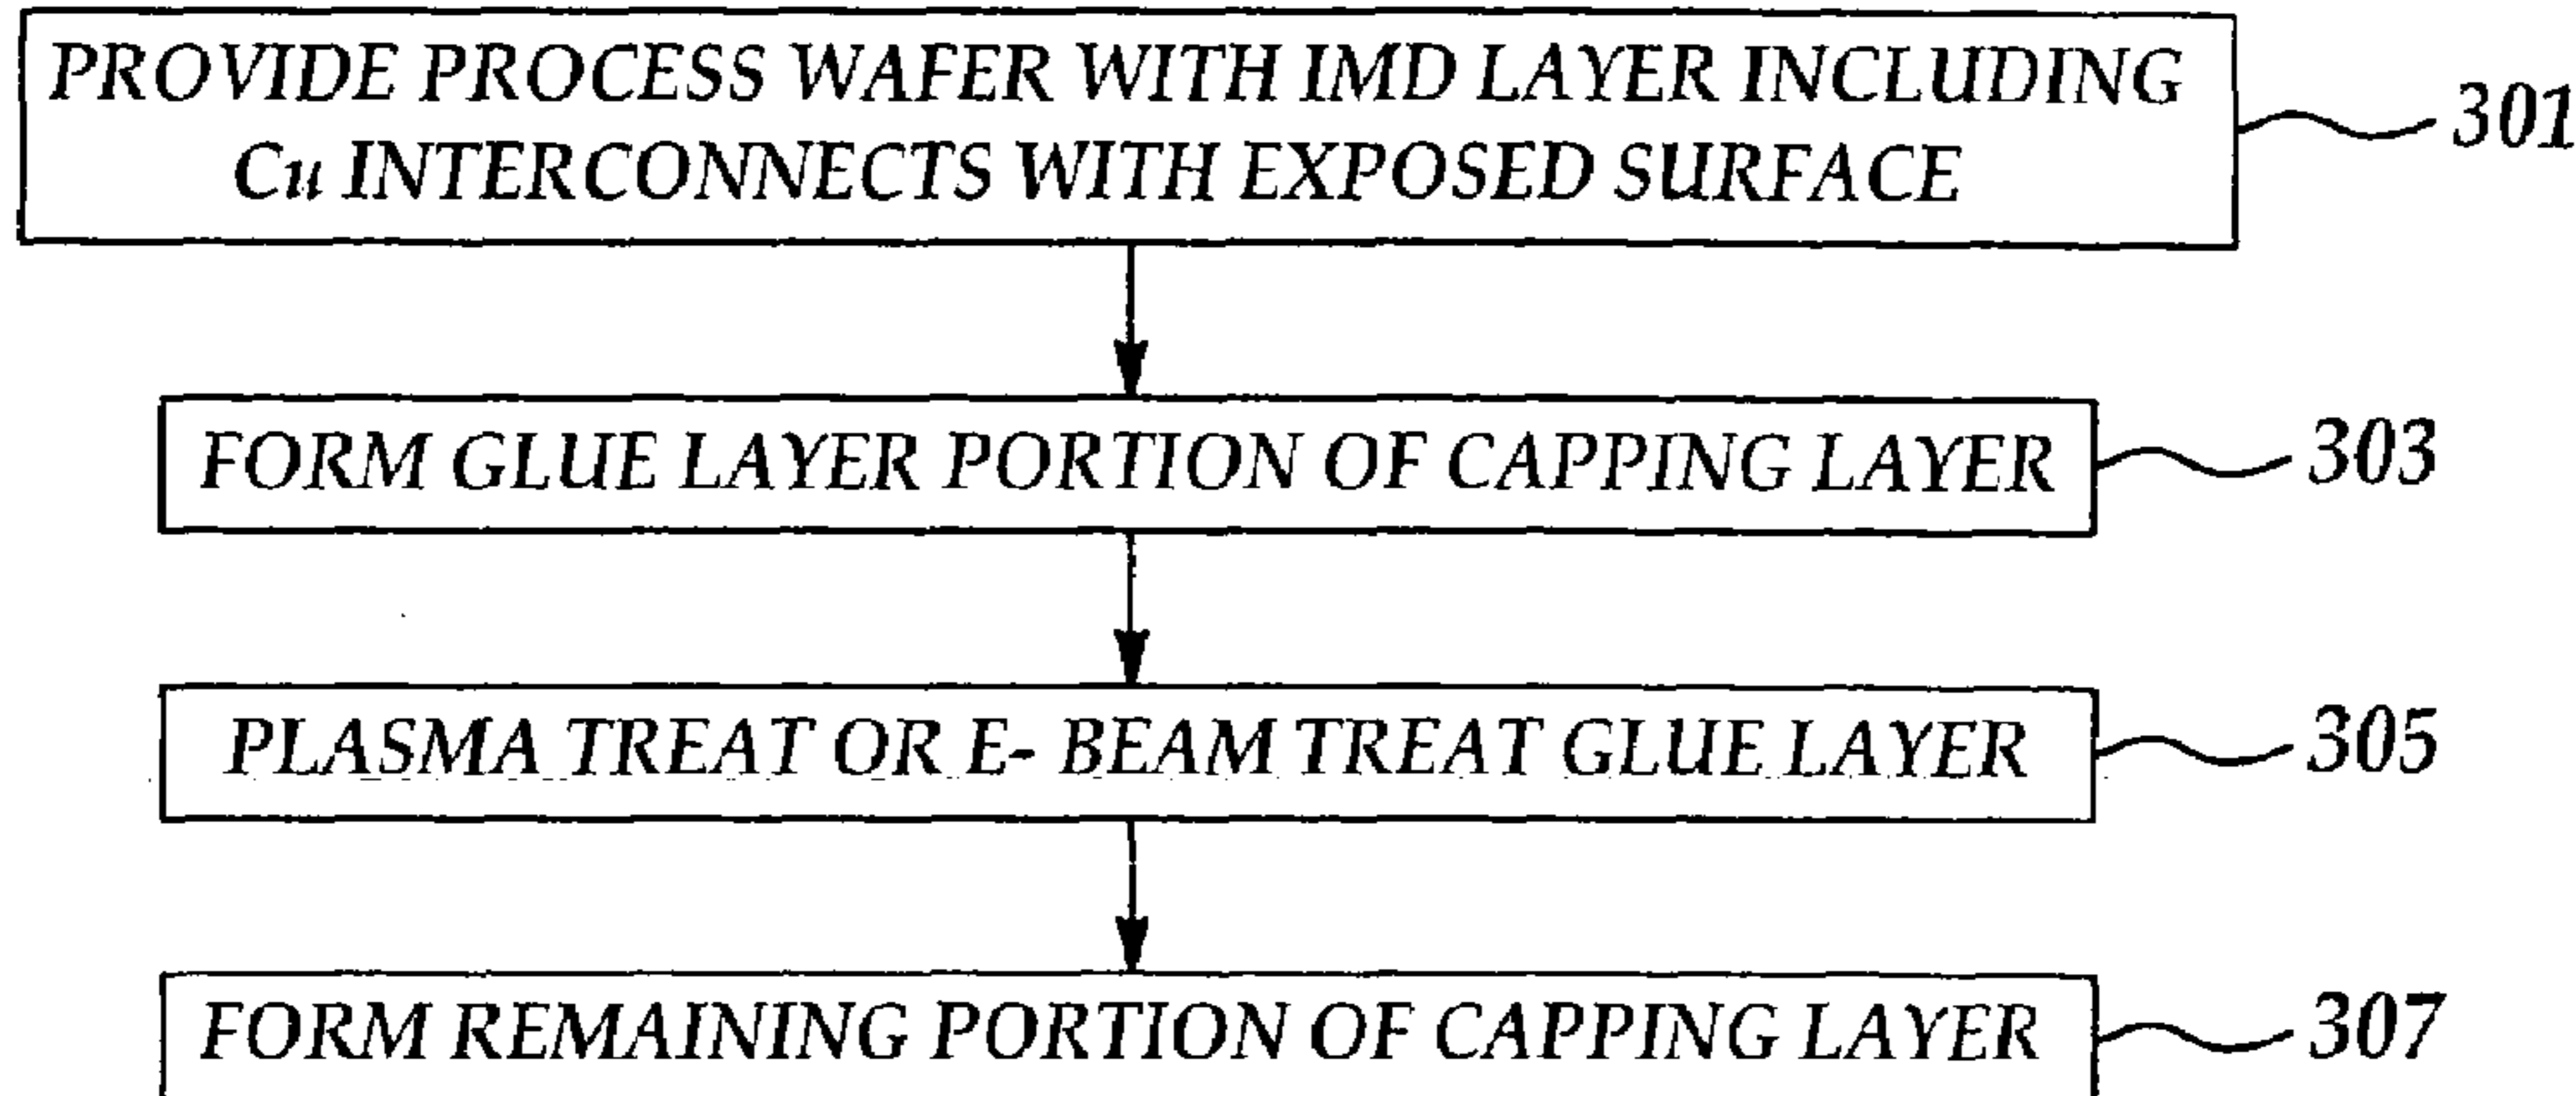 PROVIDE PROCESS WAFER WITH IMD LAYER INCLUDING
Cu INTERCONNECTS WITH EXPOSED SURFACE
301
FORM GLUE LAYER PORTION OF CAPPING LAYER
303
PLASMA TREAT OR E- BEAM TREAT GLUE LAYER
305
FORM REMAINING PORTION OF CAPPING LAYER
307